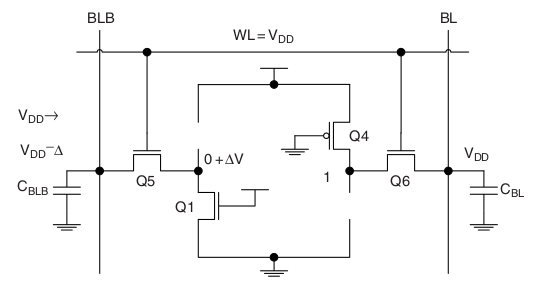 BLB
BL
WL=V_DD
V_DD→
V_DD−Δ
0+ΔV
Q4
V_DD
C_BLB
Q5
1
Q6
C_BL
Q1